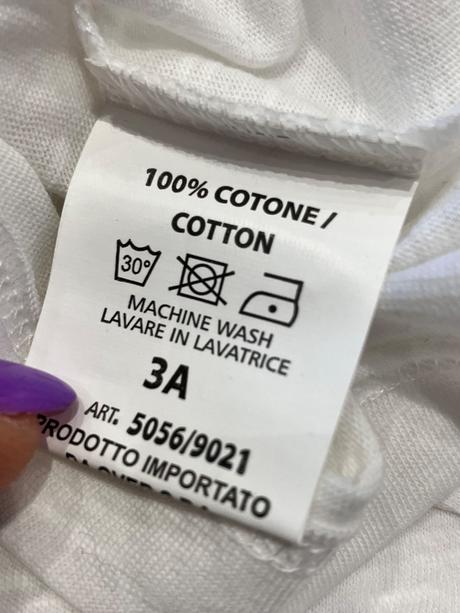 100% COTONE /
COTTON
30°
MACHINE WASH
LAVARE IN LAVATRICE
3A
ART. 5056/9021
PRODOTTO IMPORTATO